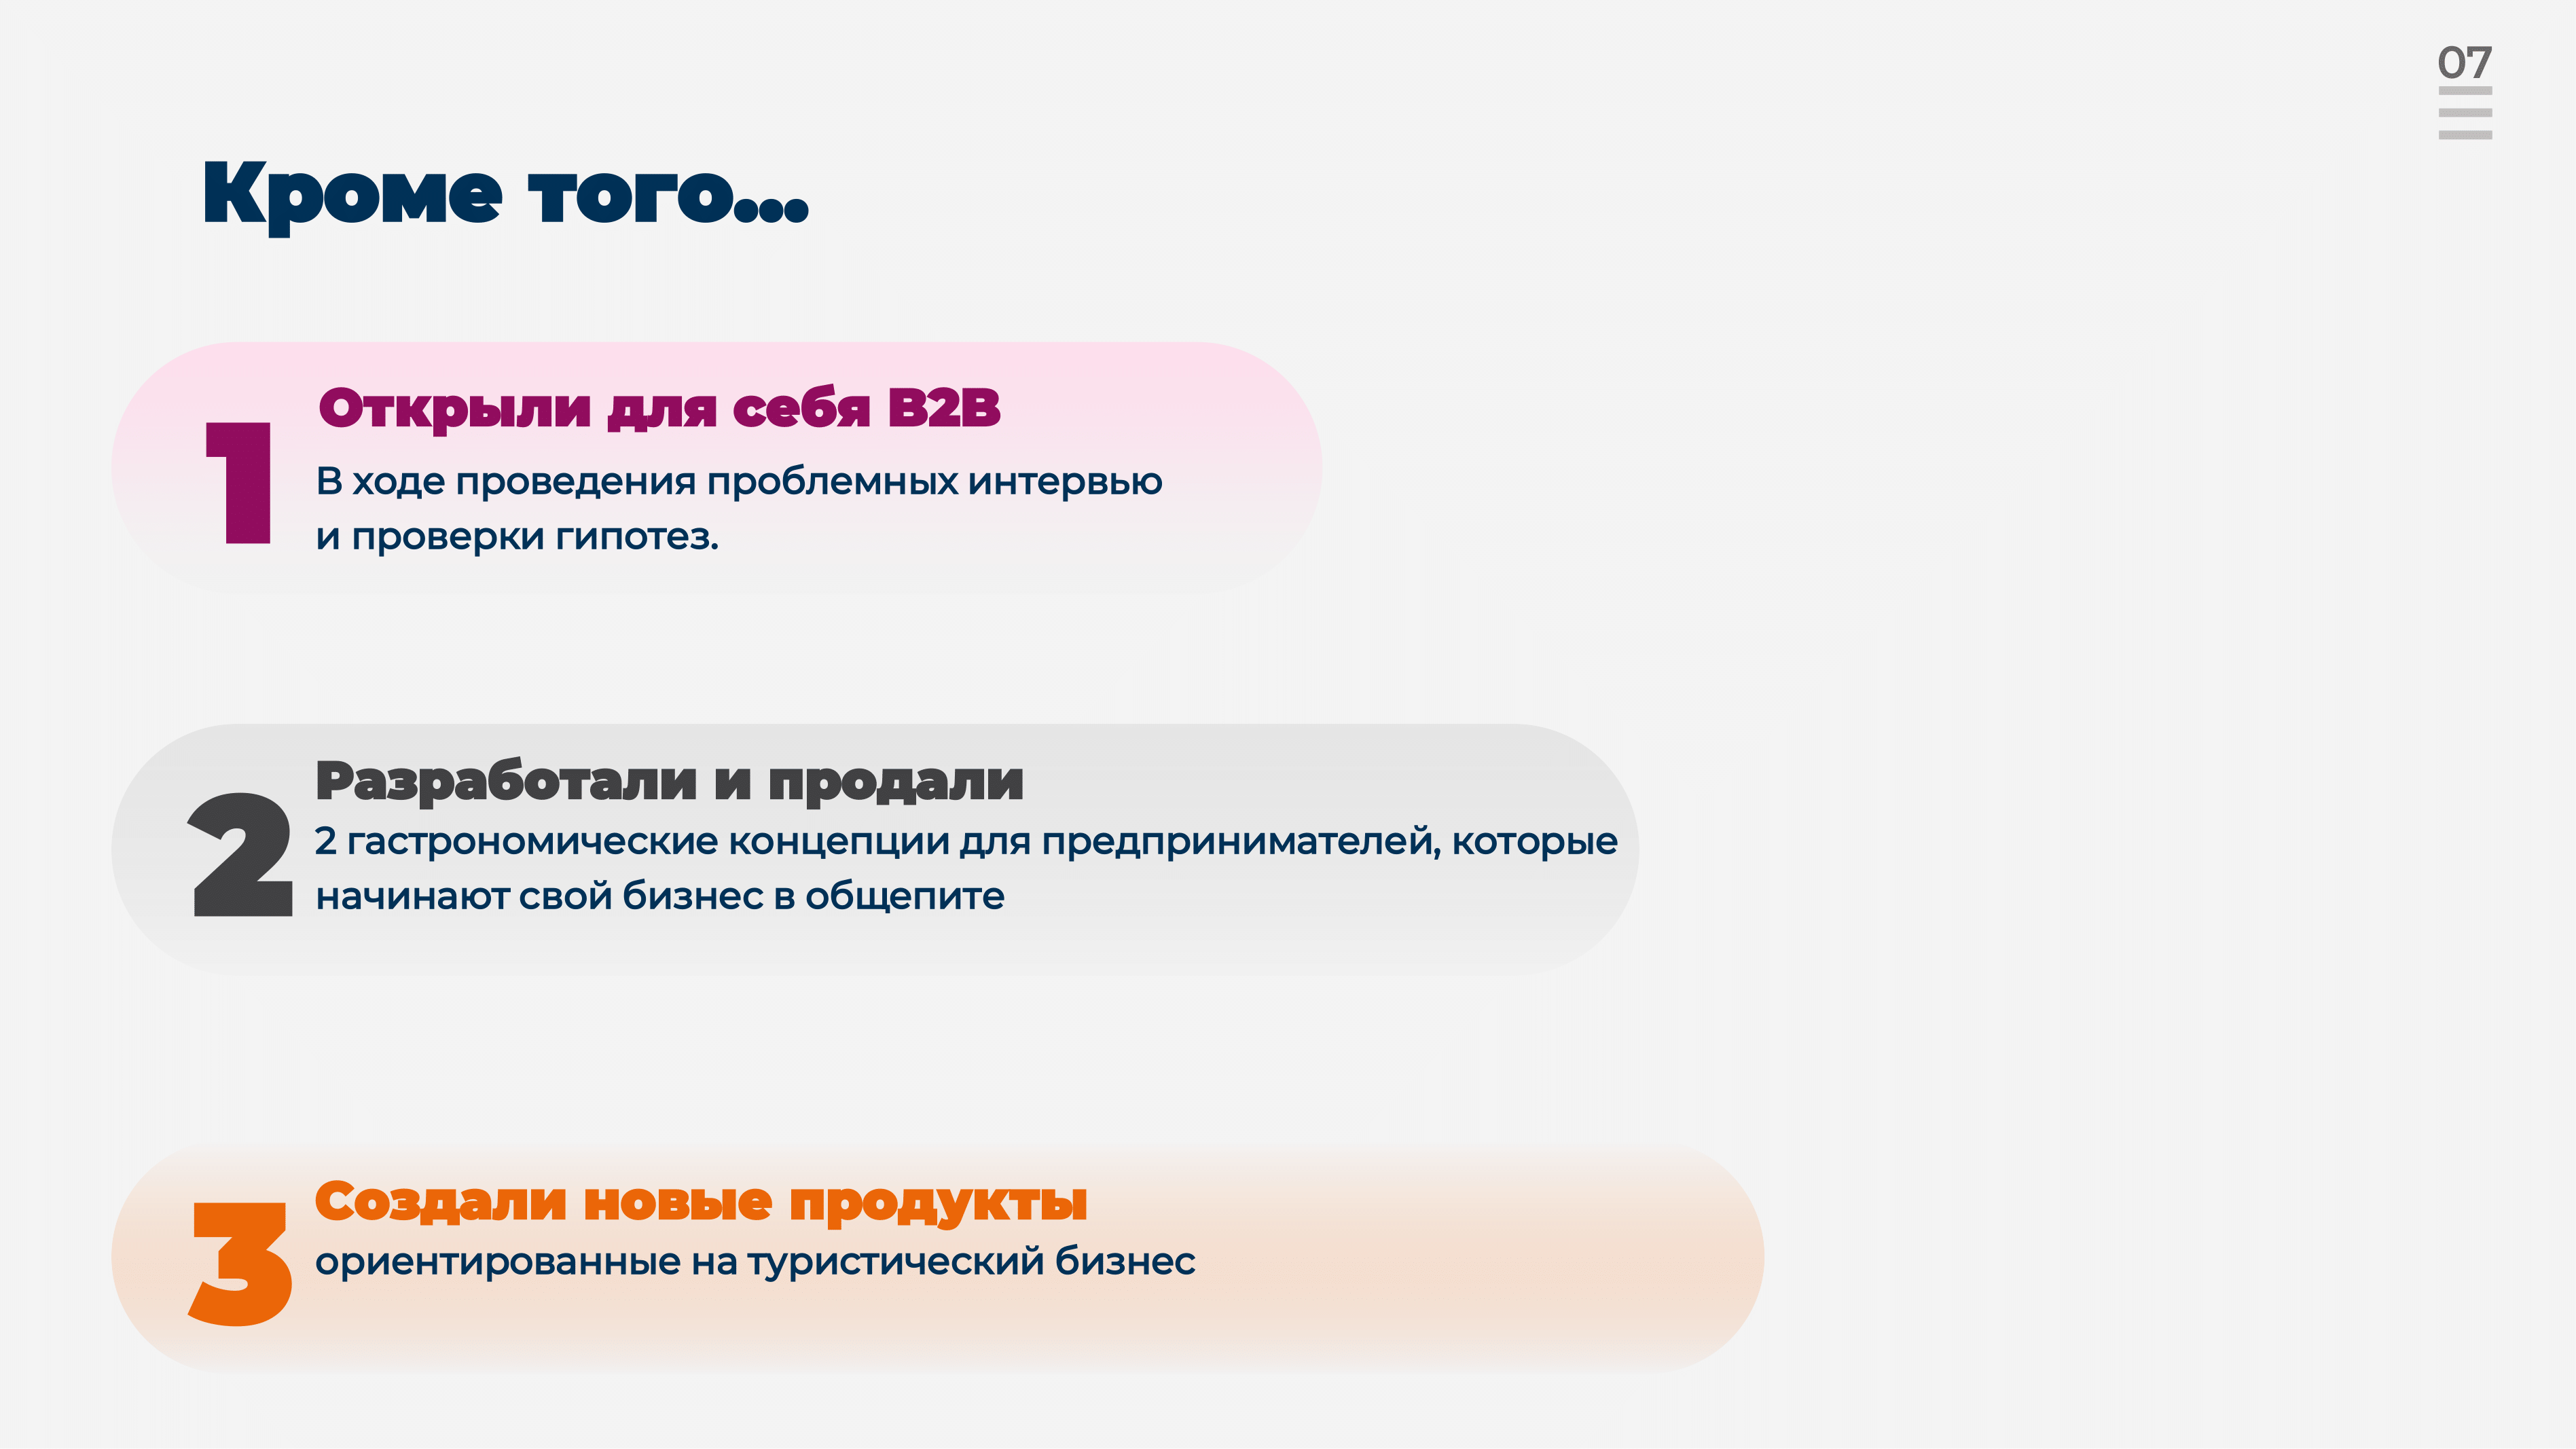 07
Кроме того...
1
Открыли для себя B2B
В ходе проведения проблемных интервью
и проверки гипотез.
2
Разработали и продали
2 гастрономические концепции для предпринимателей, которые
начинают свой бизнес в общепите
3
Создали новые продукты
ориентированные на туристический бизнес